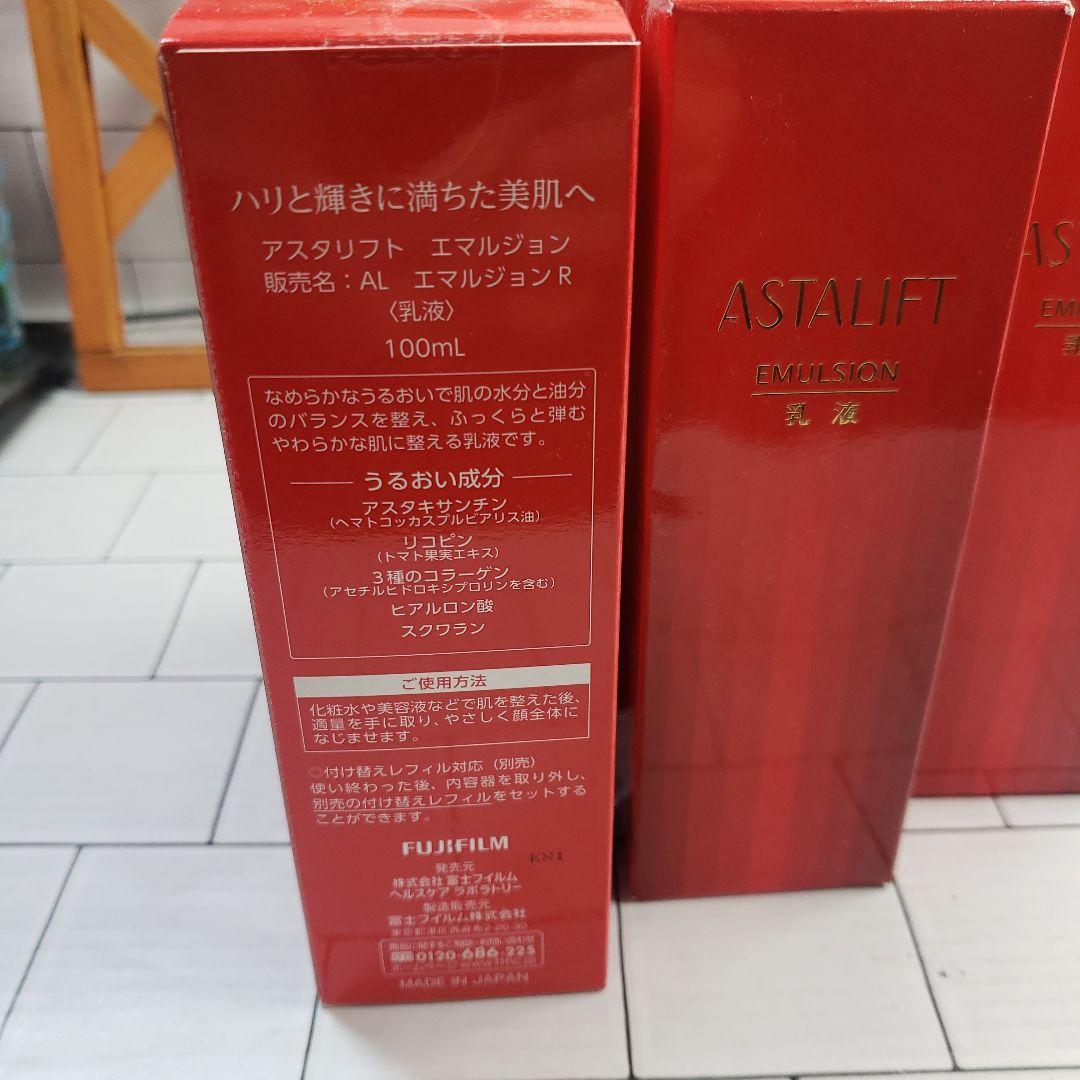 ハリと輝きに満ちた美肌へ
アスタリフト　エマルジョン
販売名：AL　エマルジョンR
〈乳液〉
100mL
なめらかなうるおいで肌の水分と油分
のバランスを整え、ふっくらと弾む
やわらかな肌に整える乳液です。
うるおい成分
アスタキサンチン
（ヘマトコッカスプルビアリス油）
リコピン
（トマト果実エキス）
3種のコラーゲン
（アセチルヒドロキシプロリンを含む）
ヒアルロン酸
スクワラン
ご使用方法
化粧水や美容液などで肌を整えた後、
適量を手に取り、やさしく顔全体に
なじませます。
◎付け替えレフィル対応（別売）
使い終わった後、内容器を取り外し、
別売の付け替えレフィルをセットする
ことができます。
FUJIFILM
発売元
株式会社 富士フイルム
ヘルスケア ラボラトリー
製造販売元
富士フイルム株式会社
0120-686-225
MADE IN JAPAN
ASTALIFT
EMULSION
乳液
AS
EM
乳